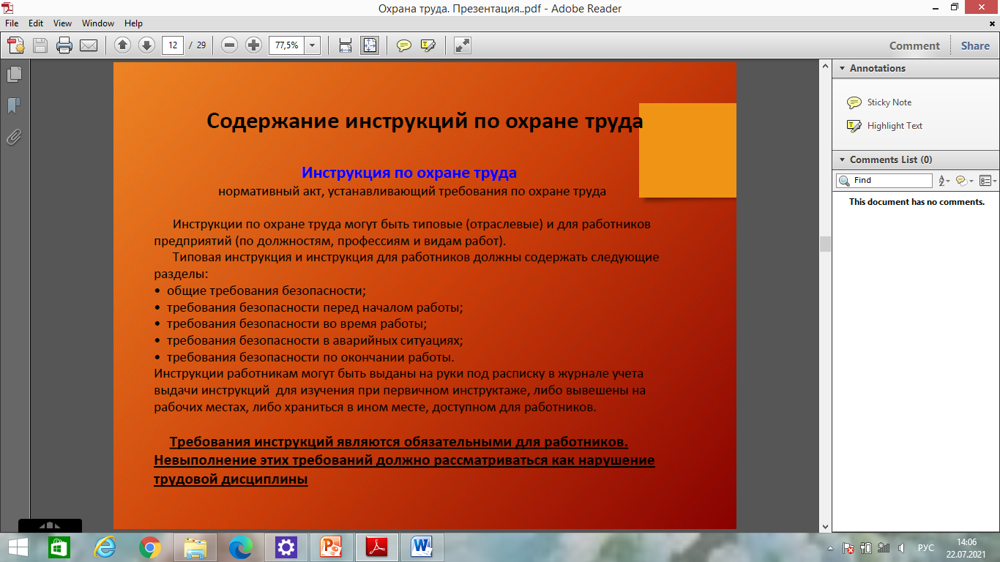 Охрана труда. Презентация..pdf - Adobe Reader
File Edit View Window Help
12 / 29 77,5% Comment Share
Annotations
Sticky Note
Highlight Text
Comments List (0)
Find
This document has no comments.
Содержание инструкций по охране труда
Инструкция по охране труда
нормативный акт, устанавливающий требования по охране труда
Инструкции по охране труда могут быть типовые (отраслевые) и для работников
предприятий (по должностям, профессиям и видам работ).
Типовая инструкция и инструкция для работников должны содержать следующие
разделы:
• общие требования безопасности;
• требования безопасности перед началом работы;
• требования безопасности во время работы;
• требования безопасности в аварийных ситуациях;
• требования безопасности по окончании работы.
Инструкции работникам могут быть выданы на руки под расписку в журнале учета
выдачи инструкций для изучения при первичном инструктаже, либо вывешены на
рабочих местах, либо храниться в ином месте, доступном для работников.
Требования инструкций являются обязательными для работников.
Невыполнение этих требований должно рассматриваться как нарушение
трудовой дисциплины
РУС
14:06
22.07.2021